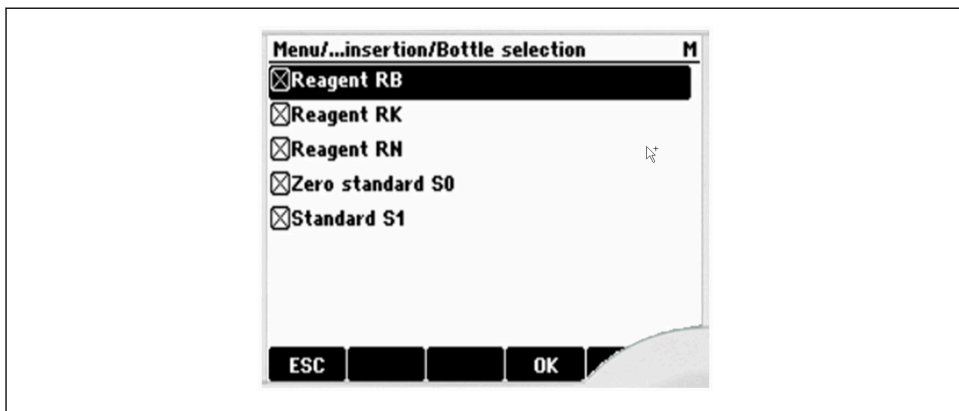 Menu/...insertion/Bottle selection M
Reagent RB
Reagent RK
Reagent RN
Zero standard S0
Standard S1
ESC OK